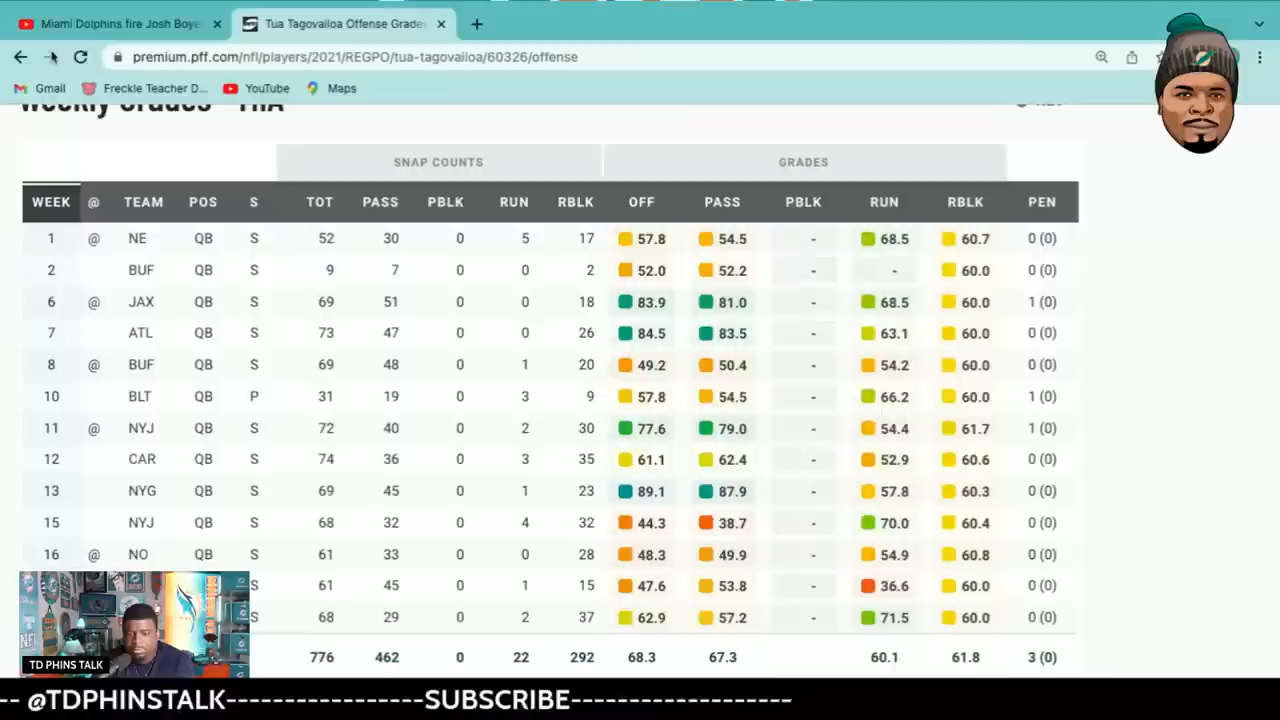 Miami Dolphins fire Josh Boye
Tua Tagovailoa Offense Grades
premium.pff.com/nfl/players/2021/REGPO/tua-tagovailoa/60326/offense
Gmail Freckle Teacher D... YouTube Maps
Weekly Grades - MIA
SNAP COUNTS GRADES
WEEK @ TEAM POS S TOT PASS PBLK RUN RBLK OFF PASS PBLK RUN RBLK PEN
1 @ NE QB S 52 30 0 5 17 57.8 54.5 - 68.5 60.7 0 (0)
2 BUF QB S 9 7 0 0 2 52.0 52.2 - - 60.0 0 (0)
6 @ JAX QB S 69 51 0 0 18 83.9 81.0 - 68.5 60.0 1 (0)
7 ATL QB S 73 47 0 0 26 84.5 83.5 - 63.1 60.0 0 (0)
8 @ BUF QB S 69 48 0 1 20 49.2 50.4 - 54.2 60.0 0 (0)
10 BLT QB P 31 19 0 3 9 57.8 54.5 - 66.2 60.0 1 (0)
11 @ NYJ QB S 72 40 0 2 30 77.6 79.0 - 54.4 61.7 1 (0)
12 CAR QB S 74 36 0 3 35 61.1 62.4 - 52.9 60.6 0 (0)
13 NYG QB S 69 45 0 1 23 89.1 87.9 - 57.8 60.3 0 (0)
15 NYJ QB S 68 32 0 4 32 44.3 38.7 - 70.0 60.4 0 (0)
16 @ NO QB S 61 33 0 0 28 48.3 49.9 - 54.9 60.8 0 (0)
S 61 45 0 1 15 47.6 53.8 - 36.6 60.0 0 (0)
S 68 29 0 2 37 62.9 57.2 - 71.5 60.0 0 (0)
776 462 0 22 292 68.3 67.3 60.1 61.8 3 (0)
TD PHINS TALK
-- @TDPHINSTALK-----------------SUBSCRIBE-------------------